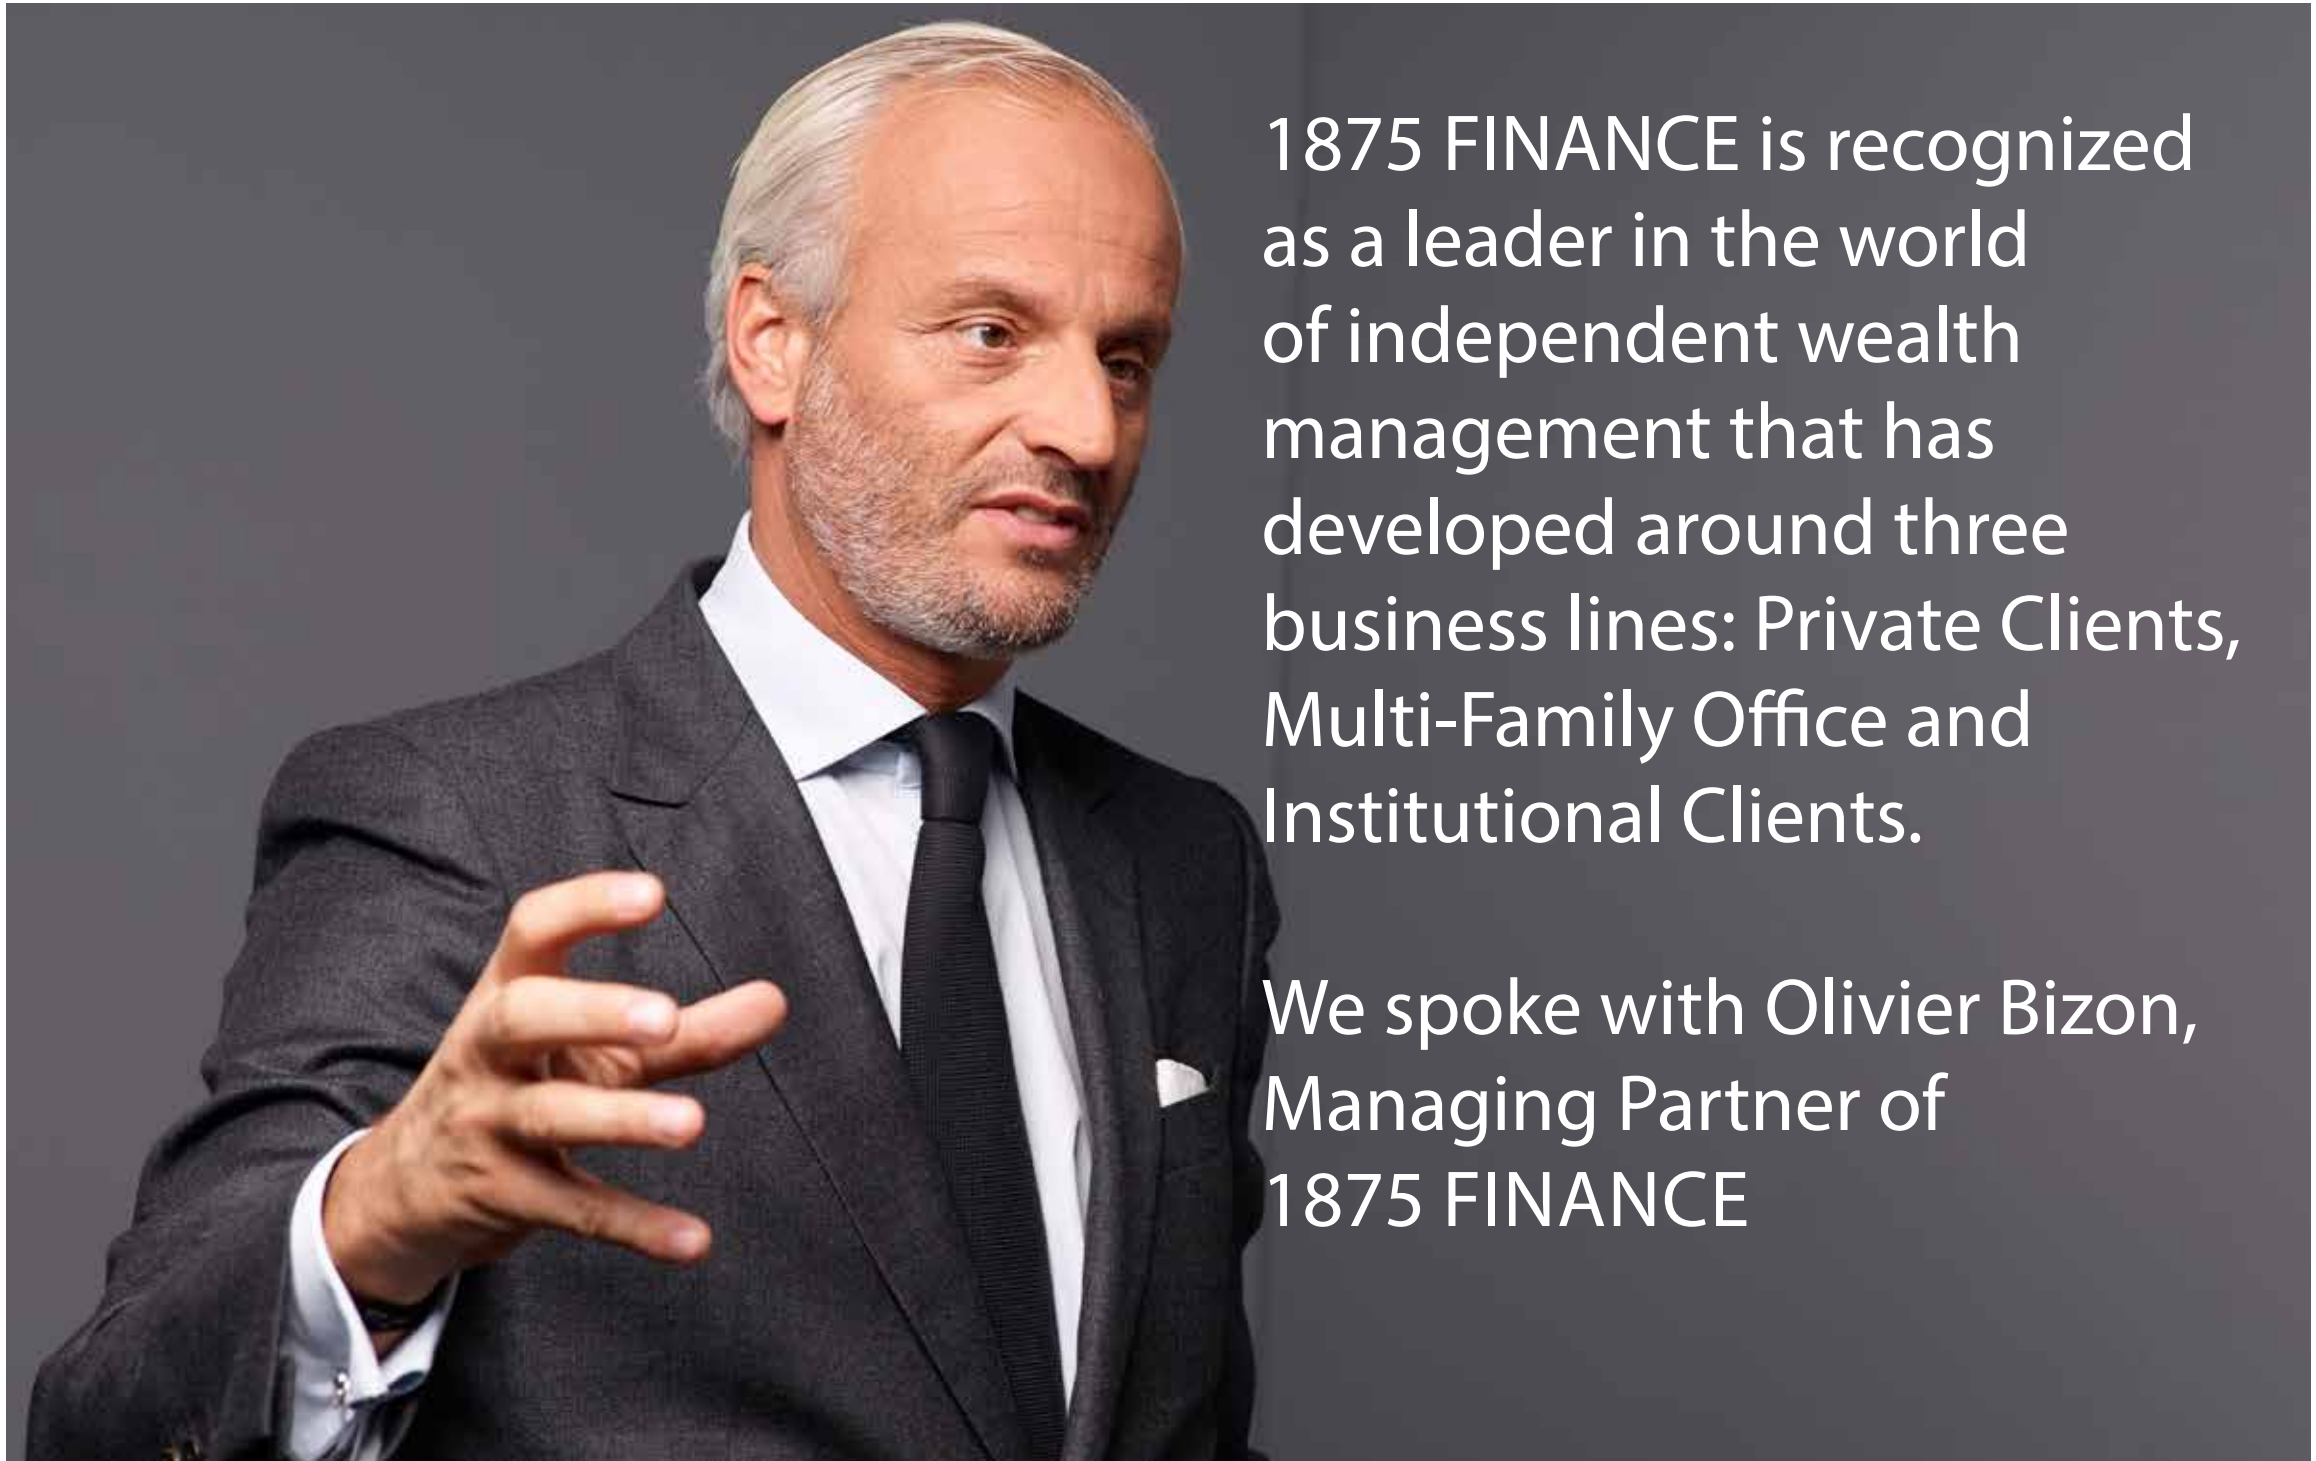 1875 FINANCE is recognized
as a leader in the world
of independent wealth
management that has
developed around three
business lines: Private Clients,
Multi-Family Office and
Institutional Clients.
We spoke with Olivier Bizon,
Managing Partner of
1875 FINANCE